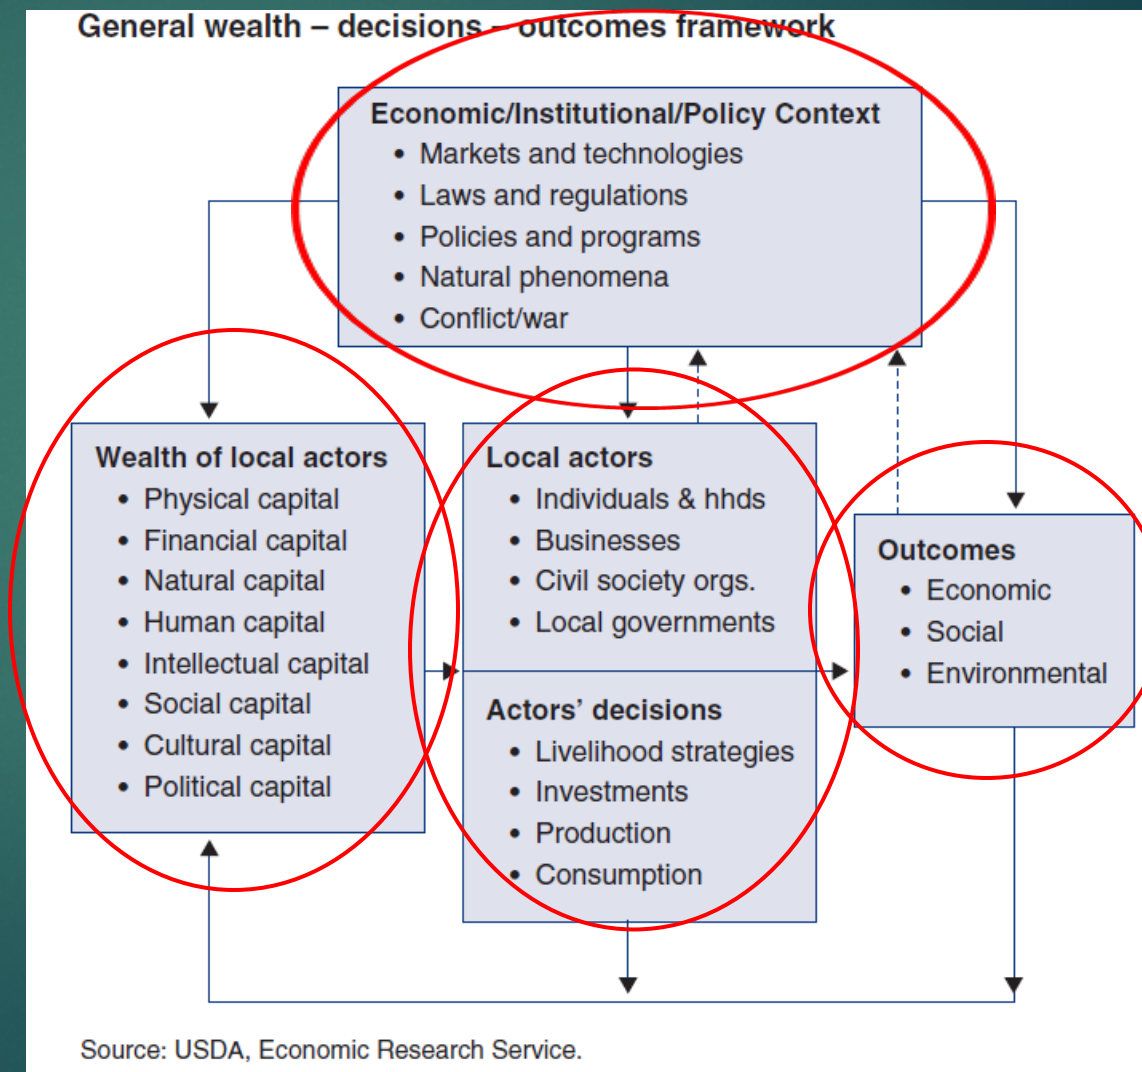 General wealth – decisions – outcomes framework
Economic/Institutional/Policy Context
• Markets and technologies
• Laws and regulations
• Policies and programs
• Natural phenomena
• Conflict/war
Wealth of local actors
• Physical capital
• Financial capital
• Natural capital
• Human capital
• Intellectual capital
• Social capital
• Cultural capital
• Political capital
Local actors
• Individuals & hhds
• Businesses
• Civil society orgs.
• Local governments
Actors’ decisions
• Livelihood strategies
• Investments
• Production
• Consumption
Outcomes
• Economic
• Social
• Environmental
Source: USDA, Economic Research Service.